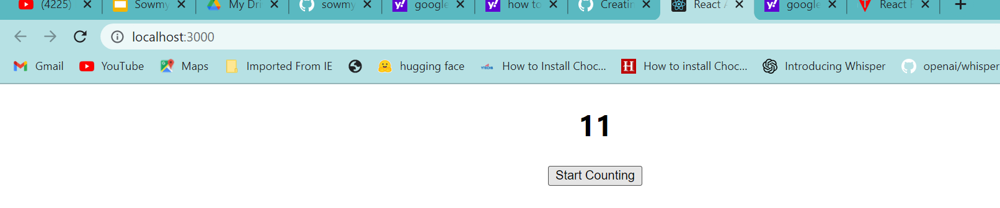 (4225) Sowmy My Dri sowmy google how to Creatin React A google React F
localhost:3000
Gmail YouTube Maps Imported From IE hugging face How to Install Choc... How to install Choc... Introducing Whisper openai/whisper
11
Start Counting